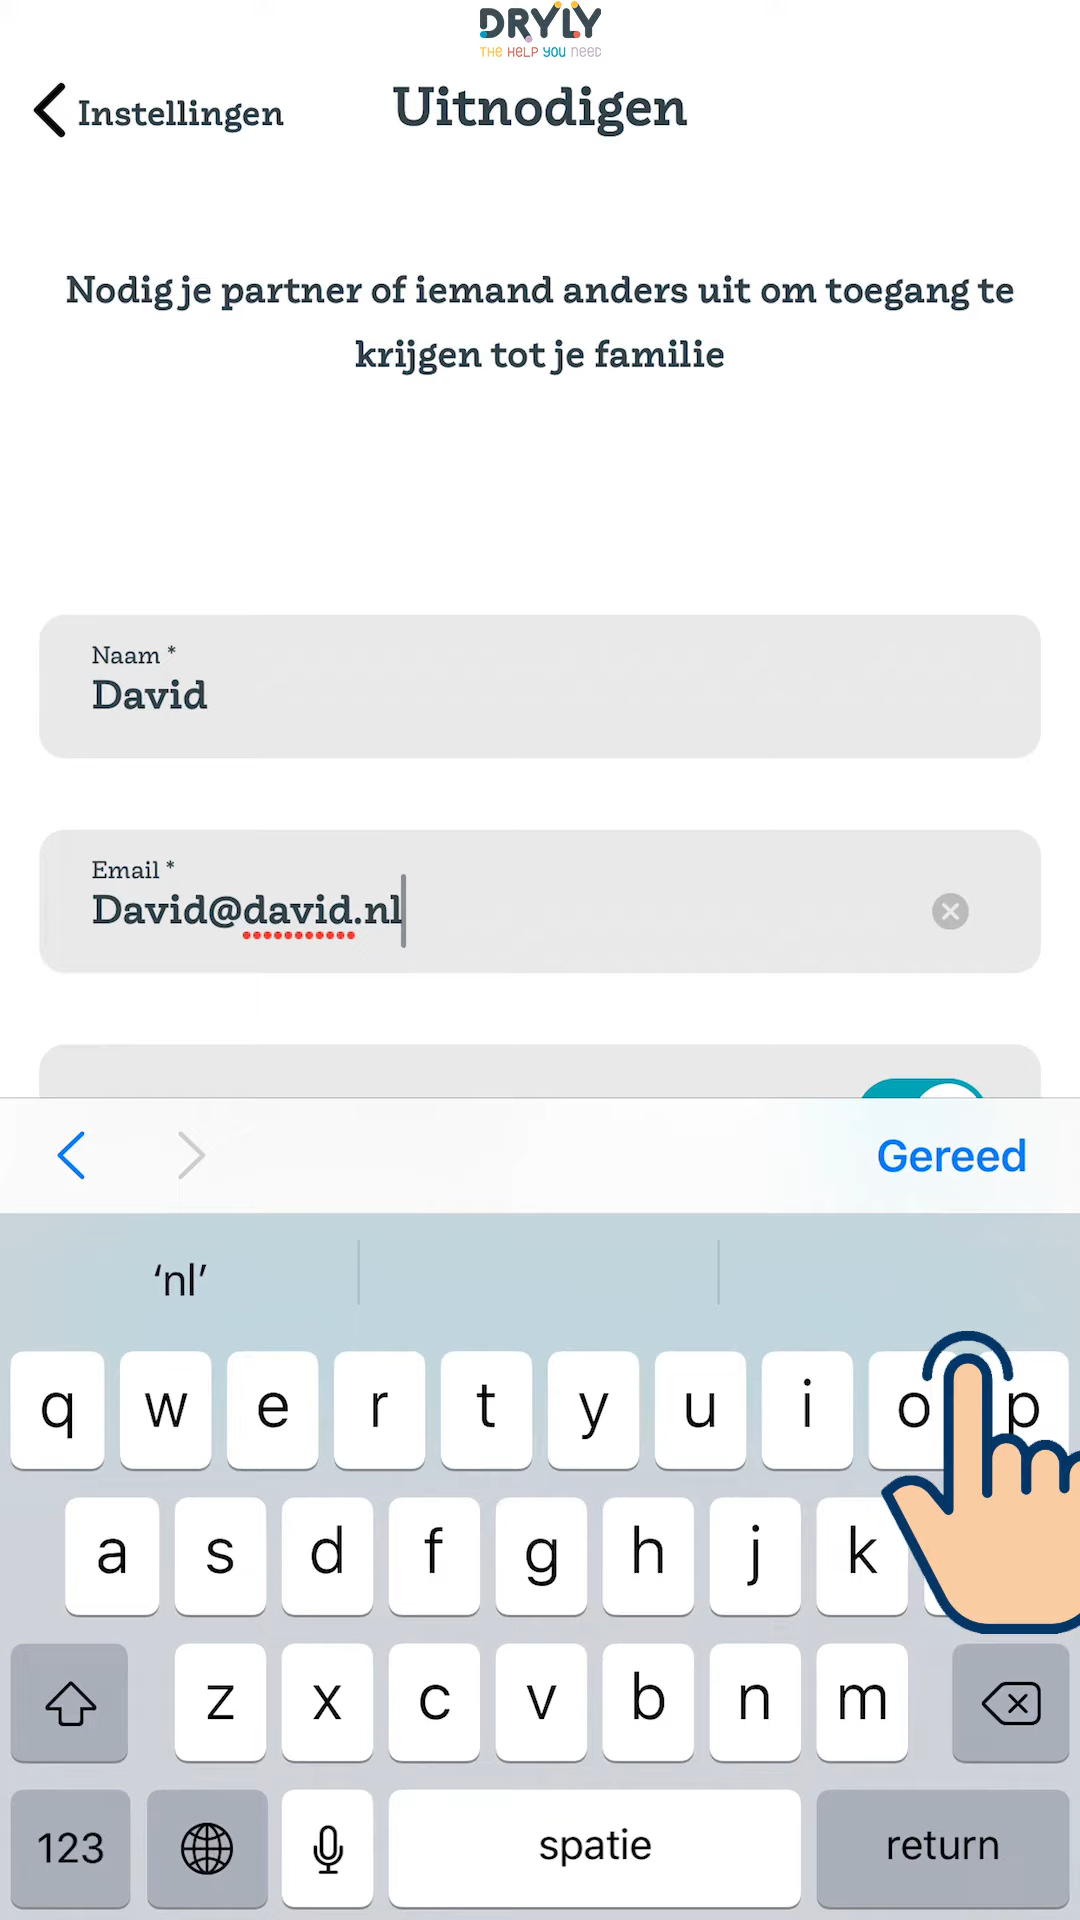 DRYLY
THE HELP YOU NEED
Instellingen
Uitnodigen
Nodig je partner of iemand anders uit om toegang te
krijgen tot je familie
Naam *
David
Email *
David@david.nl
Gereed
‘nl’
q w e r t y u i o p
a s d f g h j k
z x c v b n m
123 spatie return